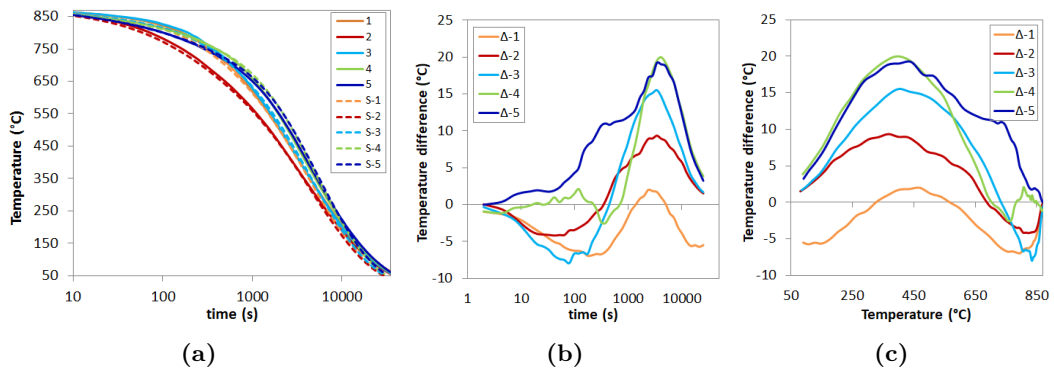 850
750
650
550
450
350
250
150
50
Temperature (°C)
10
100
1000
10000
time (s)
1
2
3
4
5
S-1
S-2
S-3
S-4
S-5
(a)
25
20
15
10
5
0
-5
-10
Temperature difference (°C)
1
10
100
1000
10000
time (s)
Δ-1
Δ-2
Δ-3
Δ-4
Δ-5
(b)
25
20
15
10
5
0
-5
-10
Temperature difference (°C)
50
250
450
650
850
Temperature (°C)
Δ-1
Δ-2
Δ-3
Δ-4
Δ-5
(c)